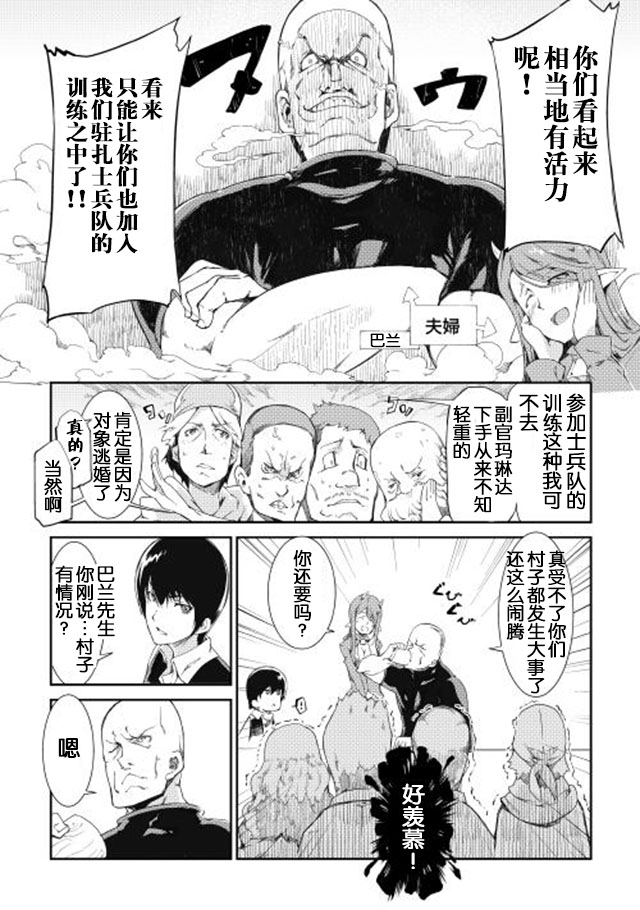 你们看起来
相当地有活力
呢！
看来
只能让你们也加入
我们驻扎士兵队的
训练之中了!!
夫婦
巴兰
参加士兵队的
训练这种我可
不去
副官玛琳达
下手从来不知
轻重的
肯定是因为
对象逃婚了
真的？
当然啊
真受不了你们
村子都发生大事了
还这么闹腾
你还要吗？
好羡慕！
巴兰先生
你刚说…村子
有情况？
嗯